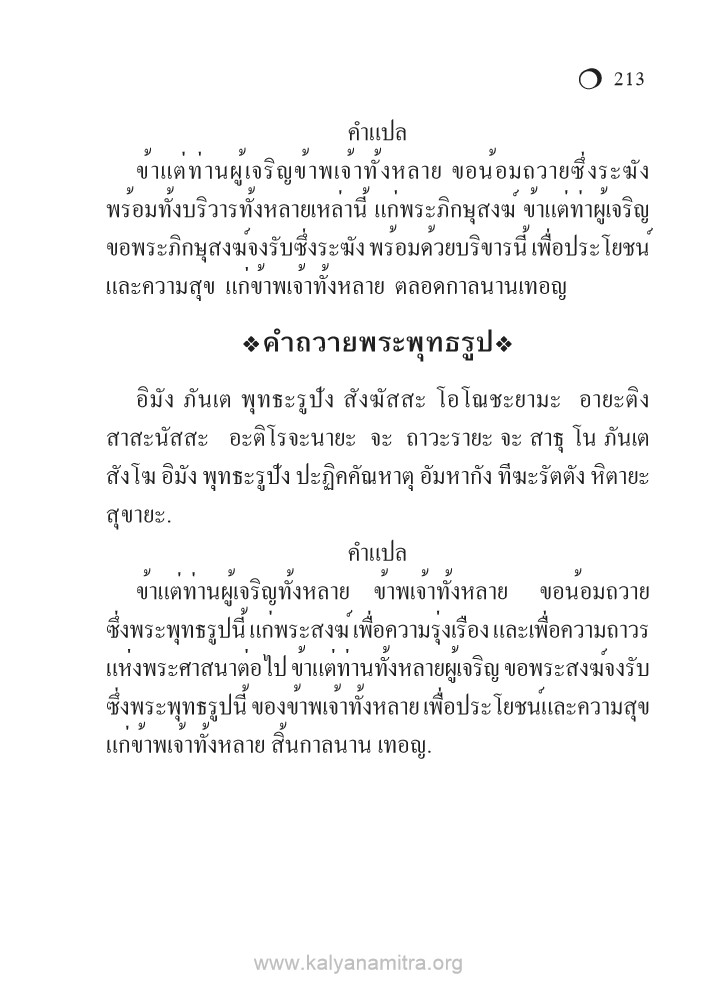 213
คำแปล
ข้าแต่ท่านผู้เจริญข้าพเจ้าทั้งหลาย ขอน้อมถวายซึ่งระฆัง
พร้อมทั้งบริวารทั้งหลายเหล่านี้ แก่พระภิกษุสงฆ์ ข้าแต่ท่าผู้เจริญ
ขอพระภิกษุสงฆ์จงรับซึ่งระฆัง พร้อมด้วยบริขารนี้ เพื่อประโยชน์
และความสุข แก่ข้าพเจ้าทั้งหลาย ตลอดกาลนานเทอญ
❖คำถวายพระพุทธรูป❖
อิมัง ภันเต พุทธะรูปัง สังฆัสสะ โอโณชะยามะ อายะติง
สาสะนัสสะ อะติโรจะนายะ จะ ถาวะรายะ จะ สาธุ โน ภันเต
สังโฆ อิมัง พุทธะรูปัง ปะฏิคคัณหาตุ อัมหากัง ทีฆะรัตตัง หิตายะ
สุขายะ.
คำแปล
ข้าแต่ท่านผู้เจริญทั้งหลาย ข้าพเจ้าทั้งหลาย ขอน้อมถวาย
ซึ่งพระพุทธรูปนี้ แก่พระสงฆ์ เพื่อความรุ่งเรือง และเพื่อความถาวร
แห่งพระศาสนาต่อไป ข้าแต่ท่านทั้งหลายผู้เจริญ ขอพระสงฆ์จงรับ
ซึ่งพระพุทธรูปนี้ ของข้าพเจ้าทั้งหลาย เพื่อประโยชน์และความสุข
แก่ข้าพเจ้าทั้งหลาย สิ้นกาลนาน เทอญ.
www.kalyanamitra.org